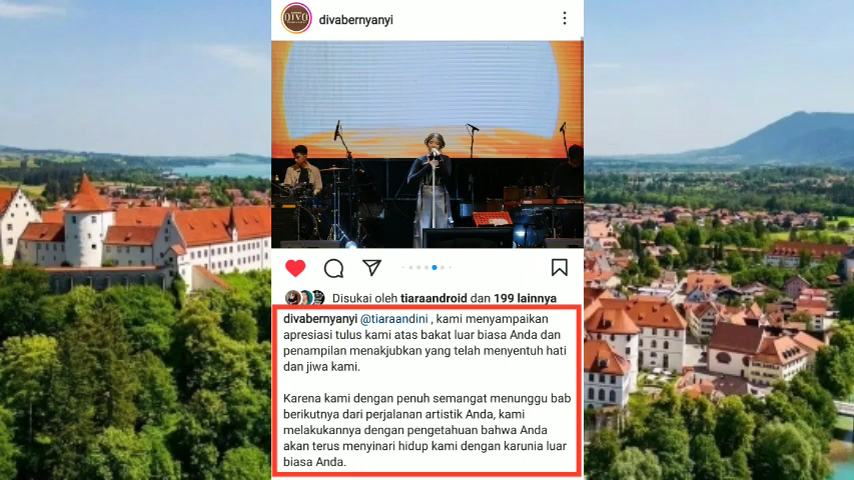 DIVO
divabernyanyi
Disukai oleh tiaraandroid dan 199 lainnya
divabernyanyi @tiaraandini , kami menyampaikan
apresiasi tulus kami atas bakat luar biasa Anda dan
penampilan menakjubkan yang telah menyentuh hati
dan jiwa kami.
Karena kami dengan penuh semangat menunggu bab
berikutnya dari perjalanan artistik Anda, kami
melakukannya dengan pengetahuan bahwa Anda
akan terus menyinari hidup kami dengan karunia luar
biasa Anda.